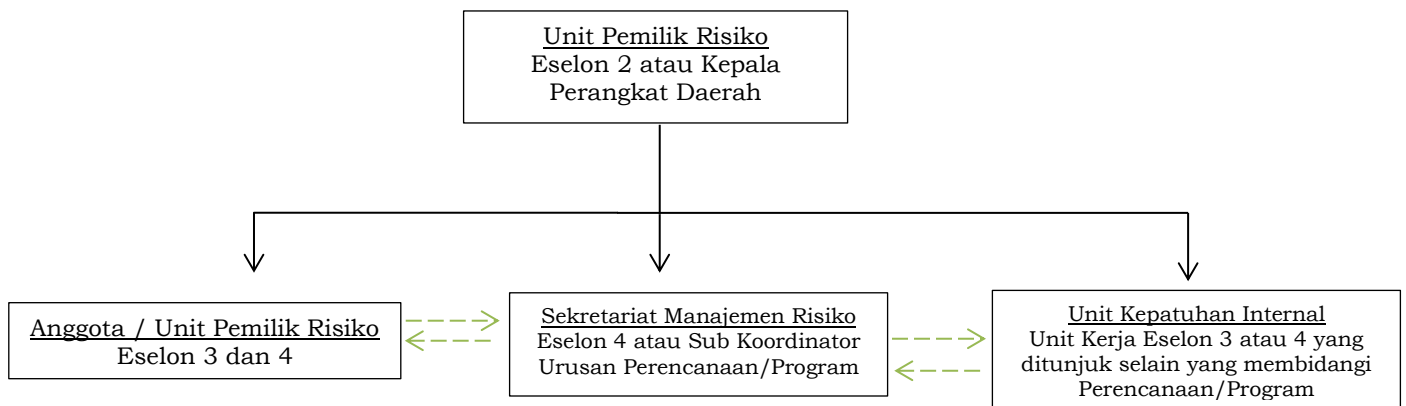 Unit Pemilik Risiko
Eselon 2 atau Kepala
Perangkat Daerah
Anggota / Unit Pemilik Risiko
Eselon 3 dan 4
Sekretariat Manajemen Risiko
Eselon 4 atau Sub Koordinator
Urusan Perencanaan/Program
Unit Kepatuhan Internal
Unit Kerja Eselon 3 atau 4 yang
ditunjuk selain yang membidangi
Perencanaan/Program